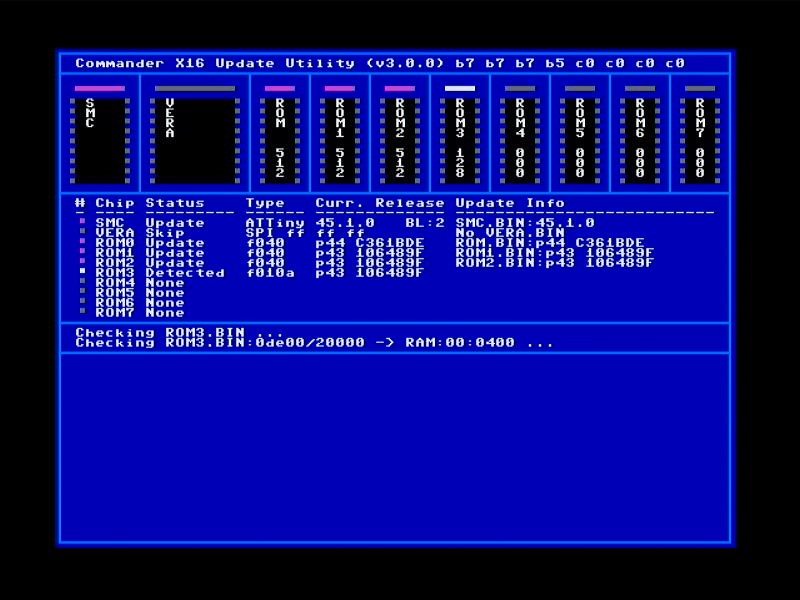 Commander X16 Update Utility (v3.0.0) b7 b7 b7 b5 c0 c0 c0 c0
SMC VERA ROM 512 ROM1 512 ROM2 512 ROM3 128 ROM4 000 ROM5 000 ROM6 000 ROM7 000
# Chip Status Type Curr. Release Update Info
- ---- --------- ------ ------------- --------------------------
SMC Update ATTiny 45.1.0 BL:2 SMC.BIN:45.1.0
VERA Skip SPI ff ff ff No VERA.BIN
ROM0 Update f040 p44 C361BDE ROM.BIN:p44 C361BDE
ROM1 Update f040 p43 106489F ROM1.BIN:p43 106489F
ROM2 Update f040 p43 106489F ROM2.BIN:p43 106489F
ROM3 Detected f010a p43 106489F
ROM4 None
ROM5 None
ROM6 None
ROM7 None
Checking ROM3.BIN ...
Checking ROM3.BIN:0de00/20000 -> RAM:00:0400 ...